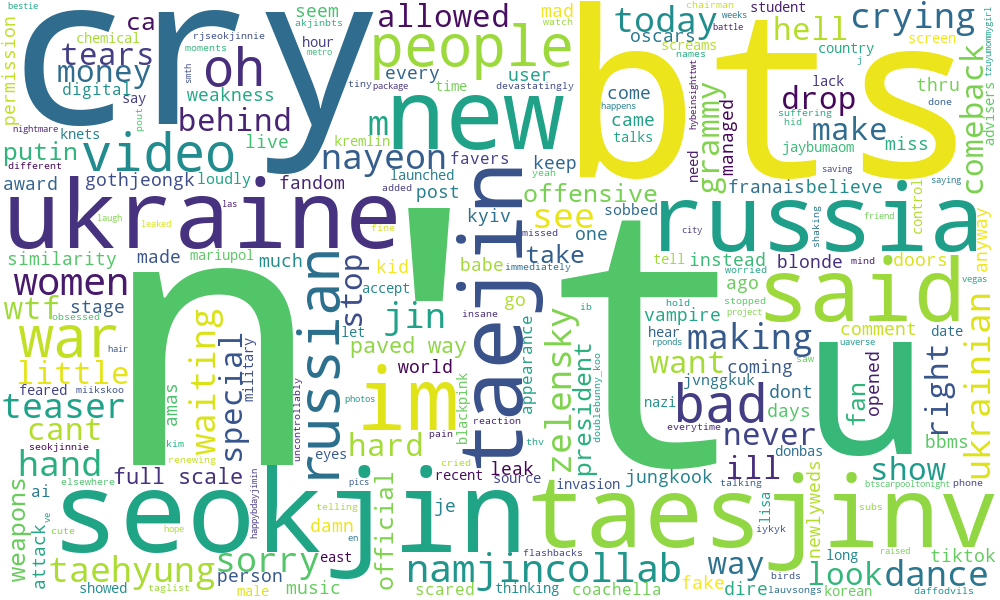 cry
bts
n't
u
ukraine
russia
seokjin
taesjinv
new
taejin
said
im
people
video
war
russian
bad
oh
behind
money
tears
ca
allowed
crying
today
hell
seem
mad
oscars
student
country
screen
chairman
weeks
battle
watch
bestie
chemical
rjseokjinnie
akjinbts
moments
metro
hour
screams
names
j
permission
digital
say
weakness
every
time
user
tiny
package
devastatingly
come
came
talks
happens
lack
drop
suffering
hid
make
done
thru
miss
jaybumaom
managed
need
grammy
hybeinsighttwt
comeback
advisers
tzuyumommygirl
smth
pout
nightmare
different
knets
putin
live
m
kremlin
nayeon
favers
keep
yeah
saving
saying
award
gothjeongk
loudly
fandom
launched
added
post
offensive
franaisbelieve
las
laugh
leaked
fine
kyiv
missed
sobbed
see
one
city
shaking
friend
control
anyway
similarity
made
mariupol
much
stop
kid
babe
immediately
take
tell
instead
blonde
doors
worried
mind
vegas
women
wtf
stage
obsessed
accept
insane
go
ago
stopped
project
hold
vampire
ib
let
jin
paved way
appearance
zelensky
president
doublebunny_koo
hear
rponds
making
saw
uaverse
comment
date
little
hair
feared
miikskoo
amas
waiting
special
military
uncontrollably
world
photos
blackpink
reaction
want
jvnggkuk
coming
nazi
dont
days
everytime
fan
opened
right
ukrainian
teaser
cant
seokjinnie
kim
renewing
eyes
pain
hard
thv
never
donbas
bbms
hand
full scale
cried
recent
leak
source
invasion
jungkook
ill
talking
show
phone
weapons
ai
elsewhere
happybdayjimin
pics
official
je
lisa
iykyk
newlyweds
btscarpooltonight
attack
cute
ve
telling
damn
en
subs
raised
long
tiktok
taehyung
hope
sorry
east
namjincollab
flashbacks
way
look
dance
showed
taglist
person
male
music
scared
thinking
coachella
fake
dire
birds
lauvsongs
korean
daffodvils